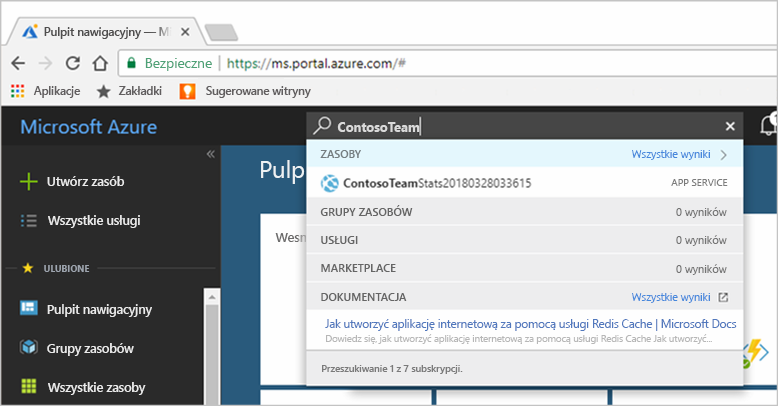 Pulpit nawigacyjny — M
Bezpieczne https://ms.portal.azure.com/#
Aplikacje Zakładki Sugerowane witryny
Microsoft Azure
ContosoTeam
Utwórz zasób
Wszystkie usługi
ULUBIONE
Pulpit nawigacyjny
Grupy zasobów
Wszystkie zasoby
Pulp
Wesm
ZASOBY Wszystkie wyniki
ContosoTeamStats20180328033615 APP SERVICE
GRUPY ZASOBÓW 0 wyników
USŁUGI 0 wyników
MARKETPLACE 0 wyników
DOKUMENTACJA Wszystkie wyniki
Jak utworzyć aplikację internetową za pomocą usługi Redis Cache | Microsoft Docs
Dowiedz się, jak utworzyć aplikację internetową za pomocą usługi Redis Cache Jak utworzyć...
Przeszukiwanie 1 z 7 subskrypcji.